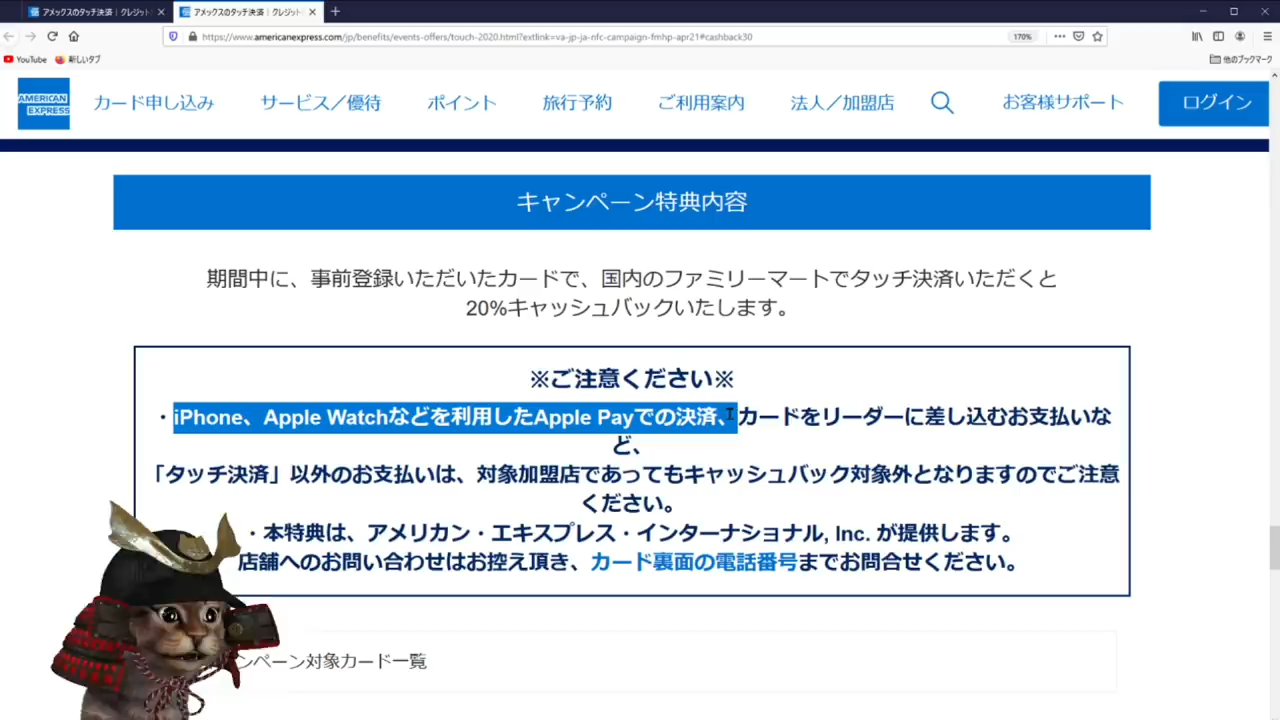 アメックスのタッチ決済 | クレジット
アメックスのタッチ決済 | クレジット
https://www.americanexpress.com/jp/benefits/events-offers/touch-2020.html?extlink=va-jp-ja-nfc-campaign-fmhp-apr21#cashback30
170%
YouTube
新しいタブ
他のブックマーク
AMERICAN EXPRESS
カード申し込み
サービス／優待
ポイント
旅行予約
ご利用案内
法人／加盟店
お客様サポート
ログイン
キャンペーン特典内容
期間中に、事前登録いただいたカードで、国内のファミリーマートでタッチ決済いただくと
20%キャッシュバックいたします。
※ご注意ください※
・iPhone、Apple Watchなどを利用したApple Payでの決済、カードをリーダーに差し込むお支払いな
ど、
「タッチ決済」以外のお支払いは、対象加盟店であってもキャッシュバック対象外となりますのでご注意
ください。
・本特典は、アメリカン・エキスプレス・インターナショナル, Inc. が提供します。
店舗へのお問い合わせはお控え頂き、カード裏面の電話番号までお問合せください。
ンペーン対象カード一覧